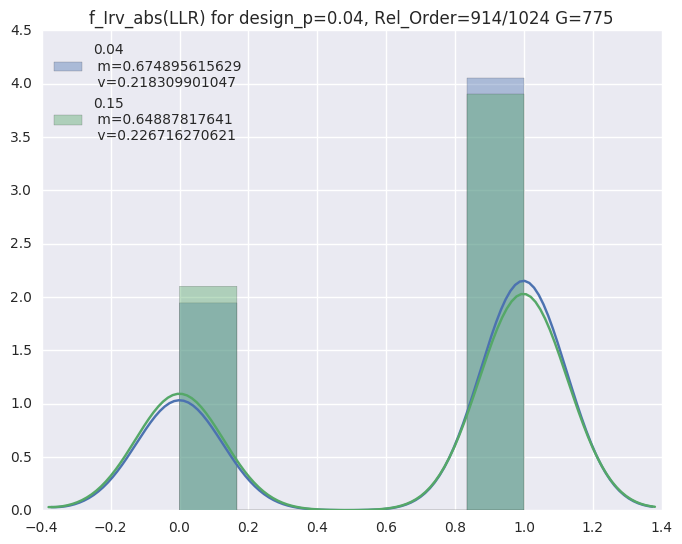 f_Irv_abs(LLR) for design_p=0.04, Rel_Order=914/1024 G=775
4.5
4.0
3.5
3.0
2.5
2.0
1.5
1.0
0.5
0.0
0.04
m=0.674895615629
v=0.218309901047
0.15
m=0.64887817641
v=0.226716270621
−0.4 −0.2 0.0 0.2 0.4 0.6 0.8 1.0 1.2 1.4